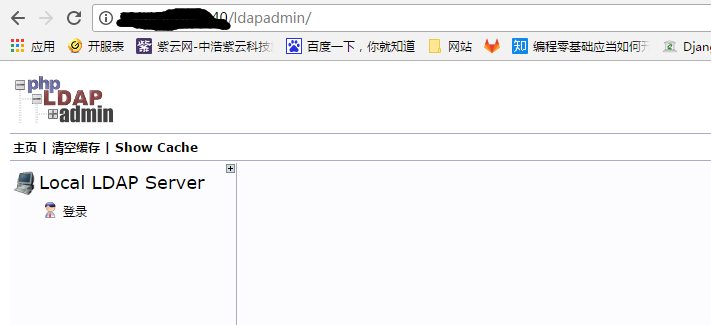 40/ldapadmin/
应用 开服表 紫云网-中浩紫云科技 百度一下，你就知道 网站 知 编程零基础应当如何开 Djan
php
LDAP
admin
主页 | 清空缓存 | Show Cache
Local LDAP Server
登录